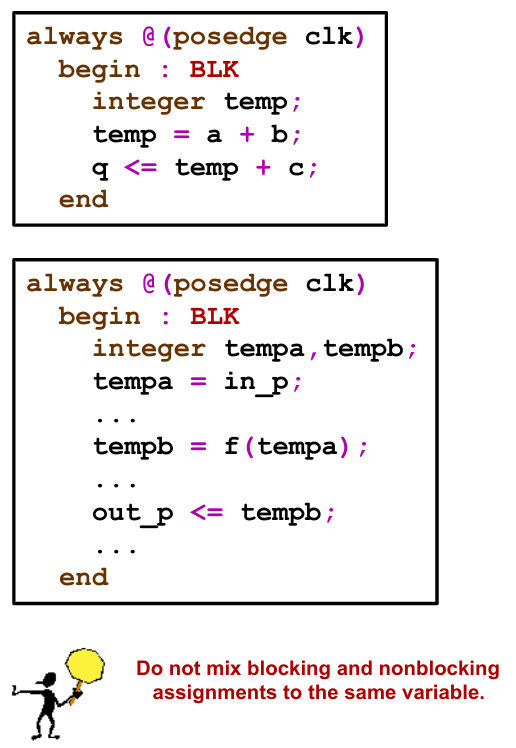 always @(posedge clk)
begin : BLK
integer temp;
temp = a + b;
q <= temp + c;
end
always @(posedge clk)
begin : BLK
integer tempa,tempb;
tempa = in_p;
...
tempb = f(tempa);
...
out_p <= tempb;
...
end
Do not mix blocking and nonblocking
assignments to the same variable.